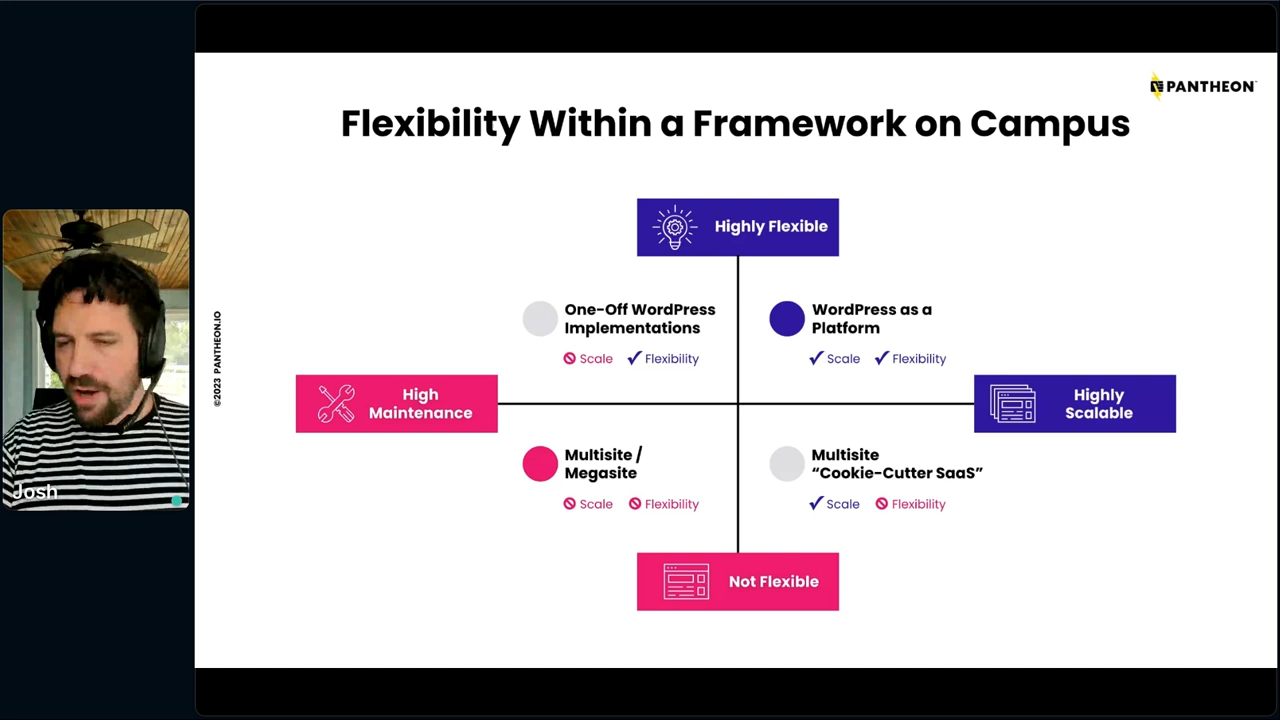 PANTHEON
Flexibility Within a Framework on Campus
Highly Flexible
One-Off WordPress
Implementations
Scale
Flexibility
WordPress as a
Platform
Scale
Flexibility
High
Maintenance
Highly
Scalable
Multisite /
Megasite
Scale
Flexibility
Multisite
“Cookie-Cutter SaaS”
Scale
Flexibility
Not Flexible
©2023 PANTHEON.IO
Josh